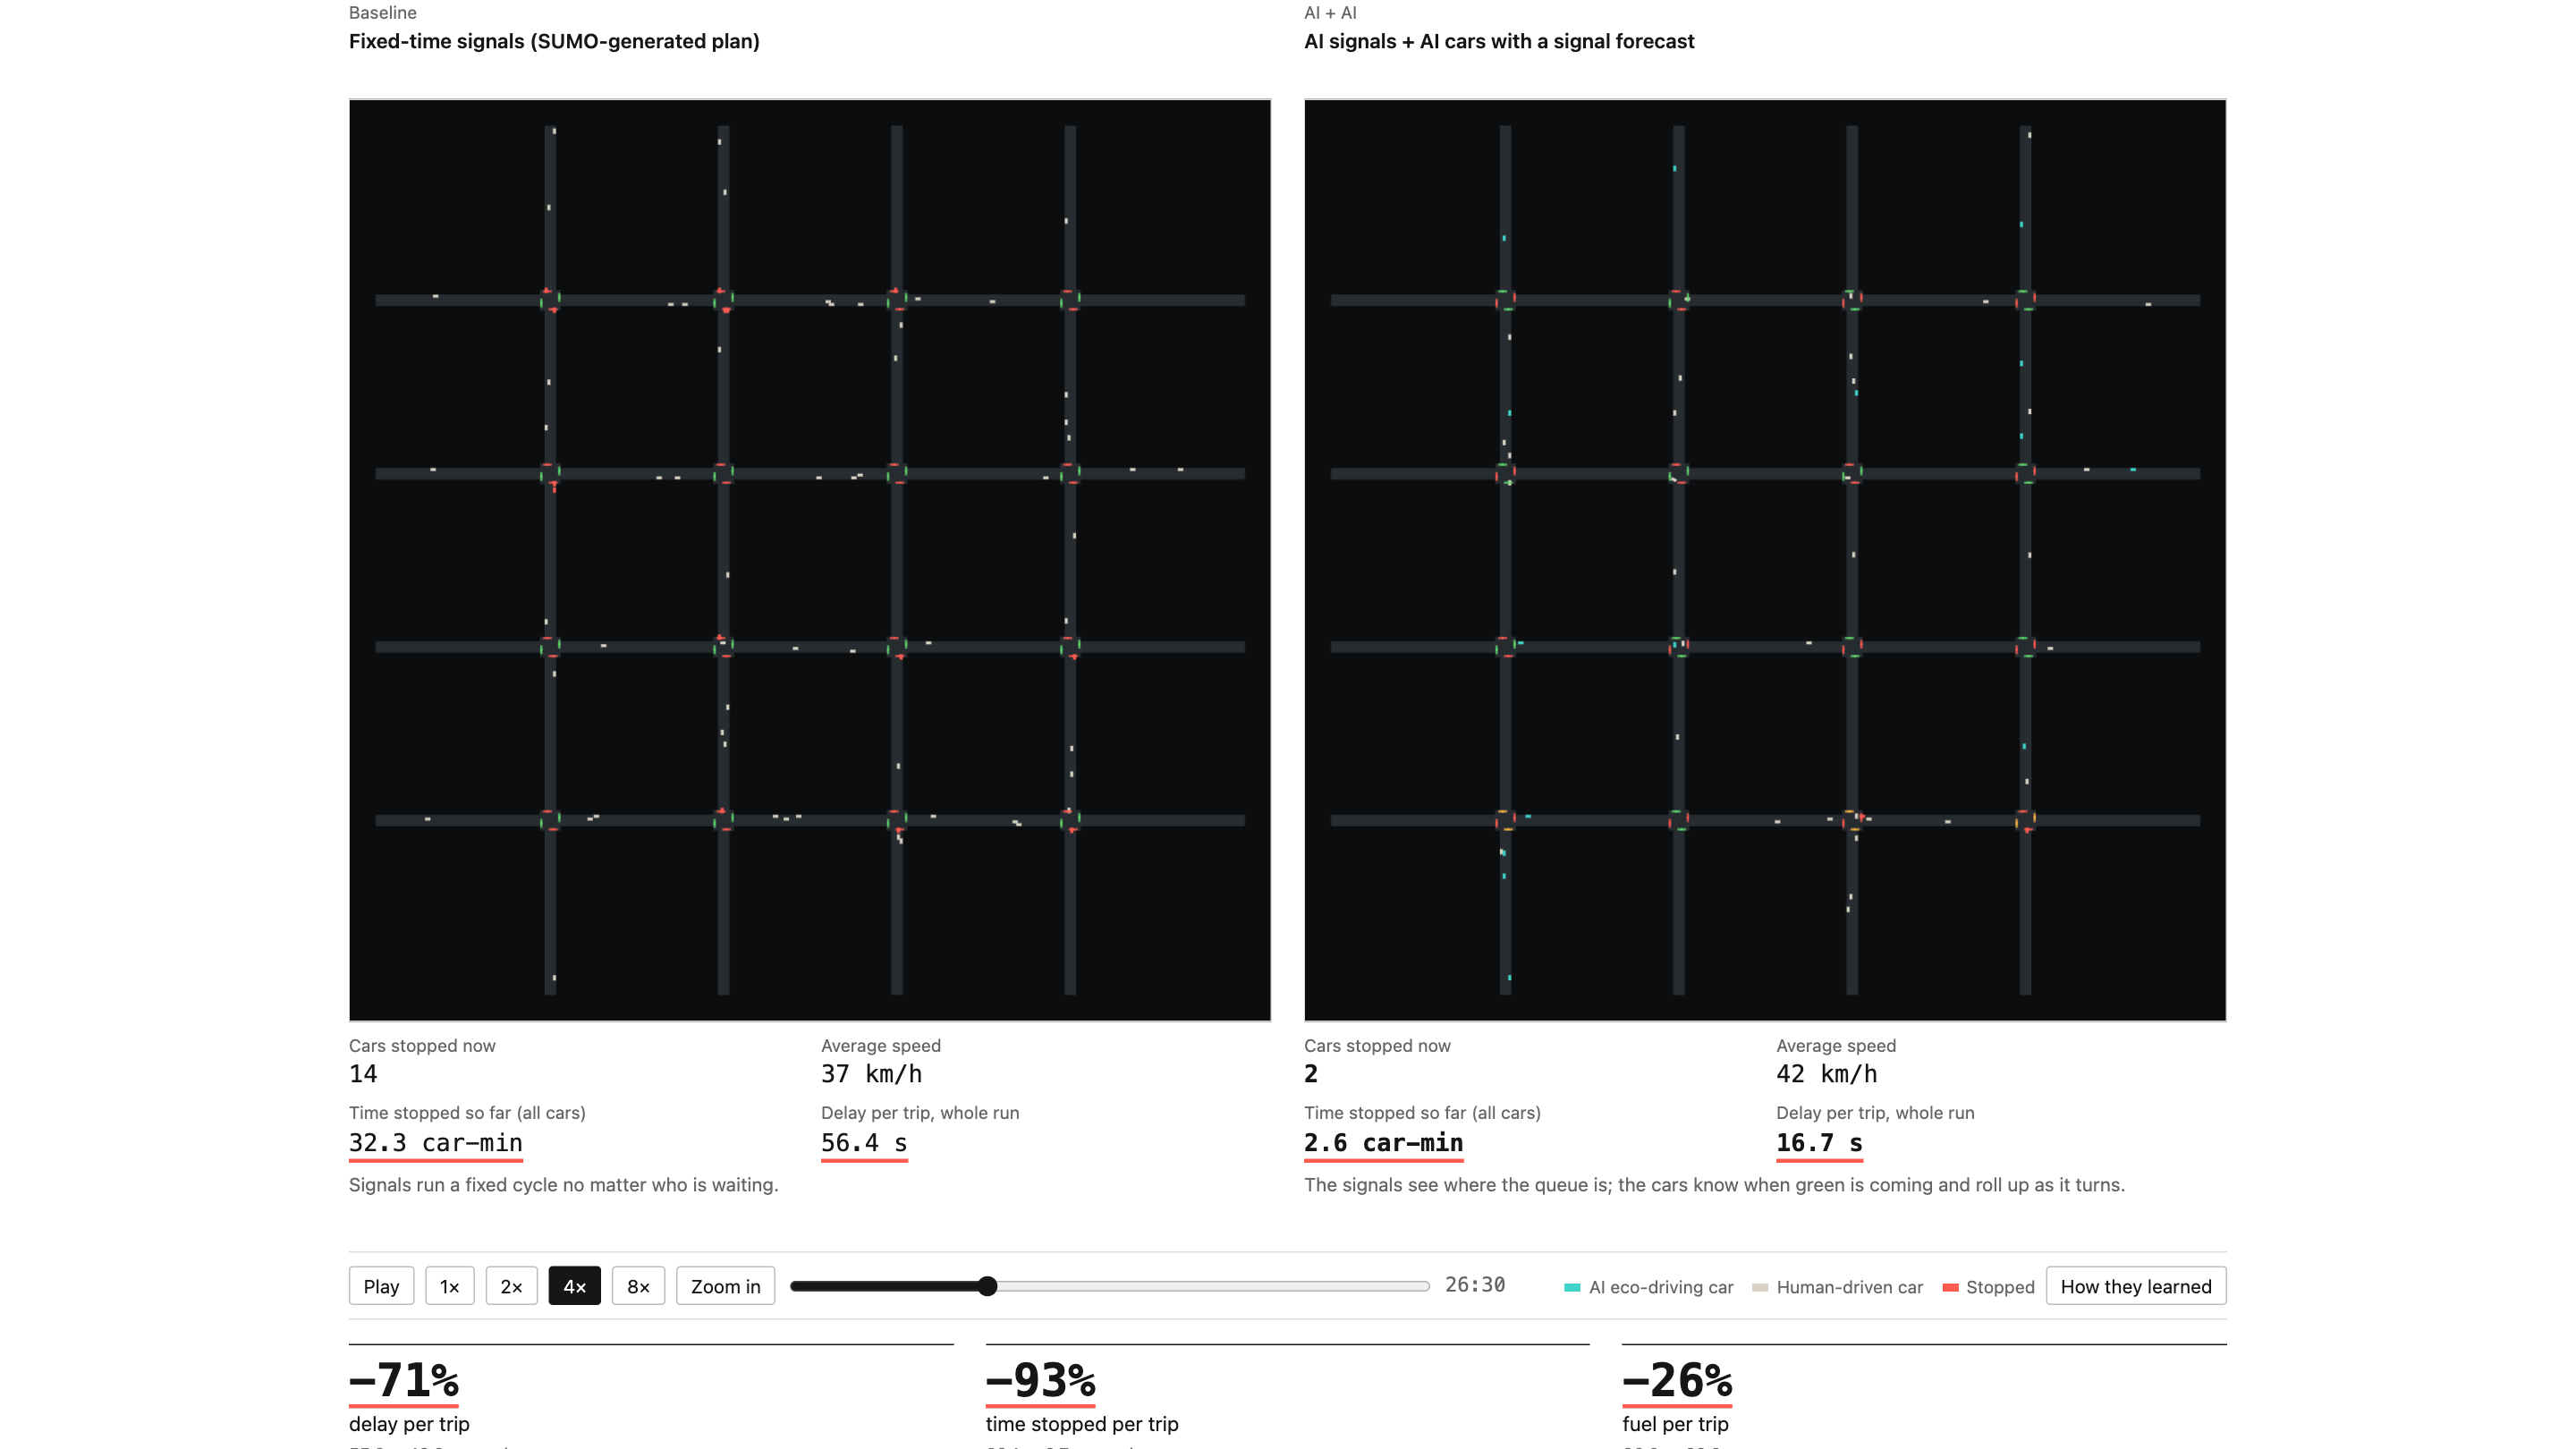 Baseline
Fixed-time signals (SUMO-generated plan)
AI + AI
AI signals + AI cars with a signal forecast
Cars stopped now
14
Average speed
37 km/h
Time stopped so far (all cars)
32.3 car-min
Delay per trip, whole run
56.4 s
Signals run a fixed cycle no matter who is waiting.
Cars stopped now
2
Average speed
42 km/h
Time stopped so far (all cars)
2.6 car-min
Delay per trip, whole run
16.7 s
The signals see where the queue is; the cars know when green is coming and roll up as it turns.
Play 1× 2× 4× 8× Zoom in 26:30 AI eco-driving car Human-driven car Stopped How they learned
−71%
delay per trip
−93%
time stopped per trip
−26%
fuel per trip